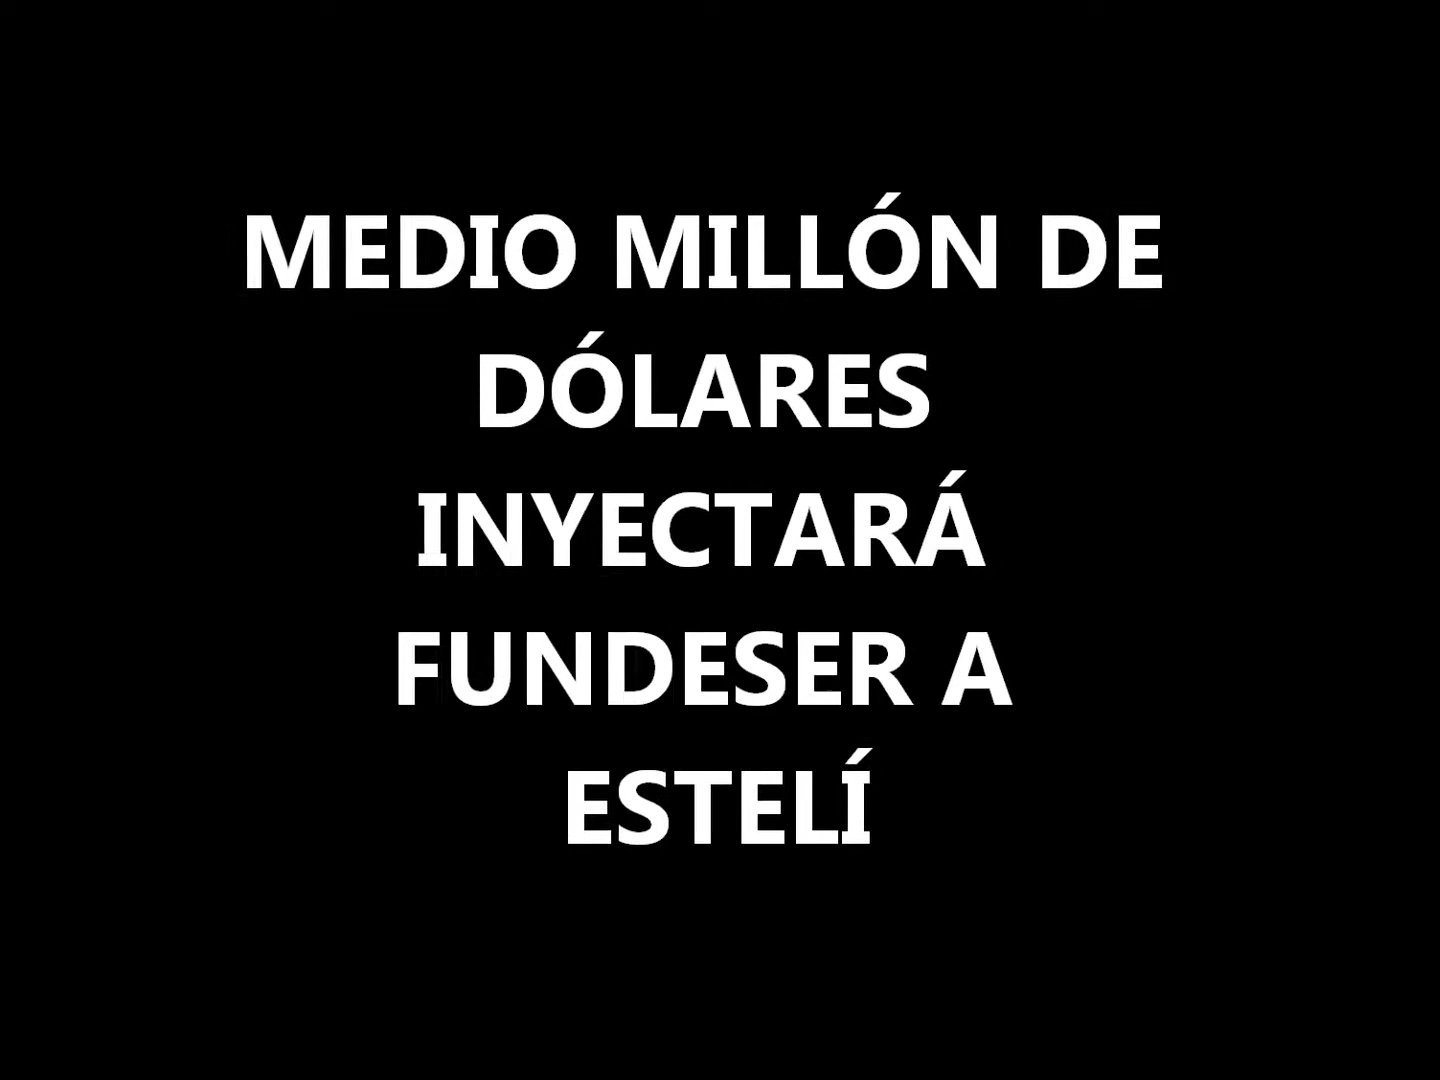 MEDIO MILLÓN DE
DÓLARES
INYECTARÁ
FUNDESER A
ESTELÍ